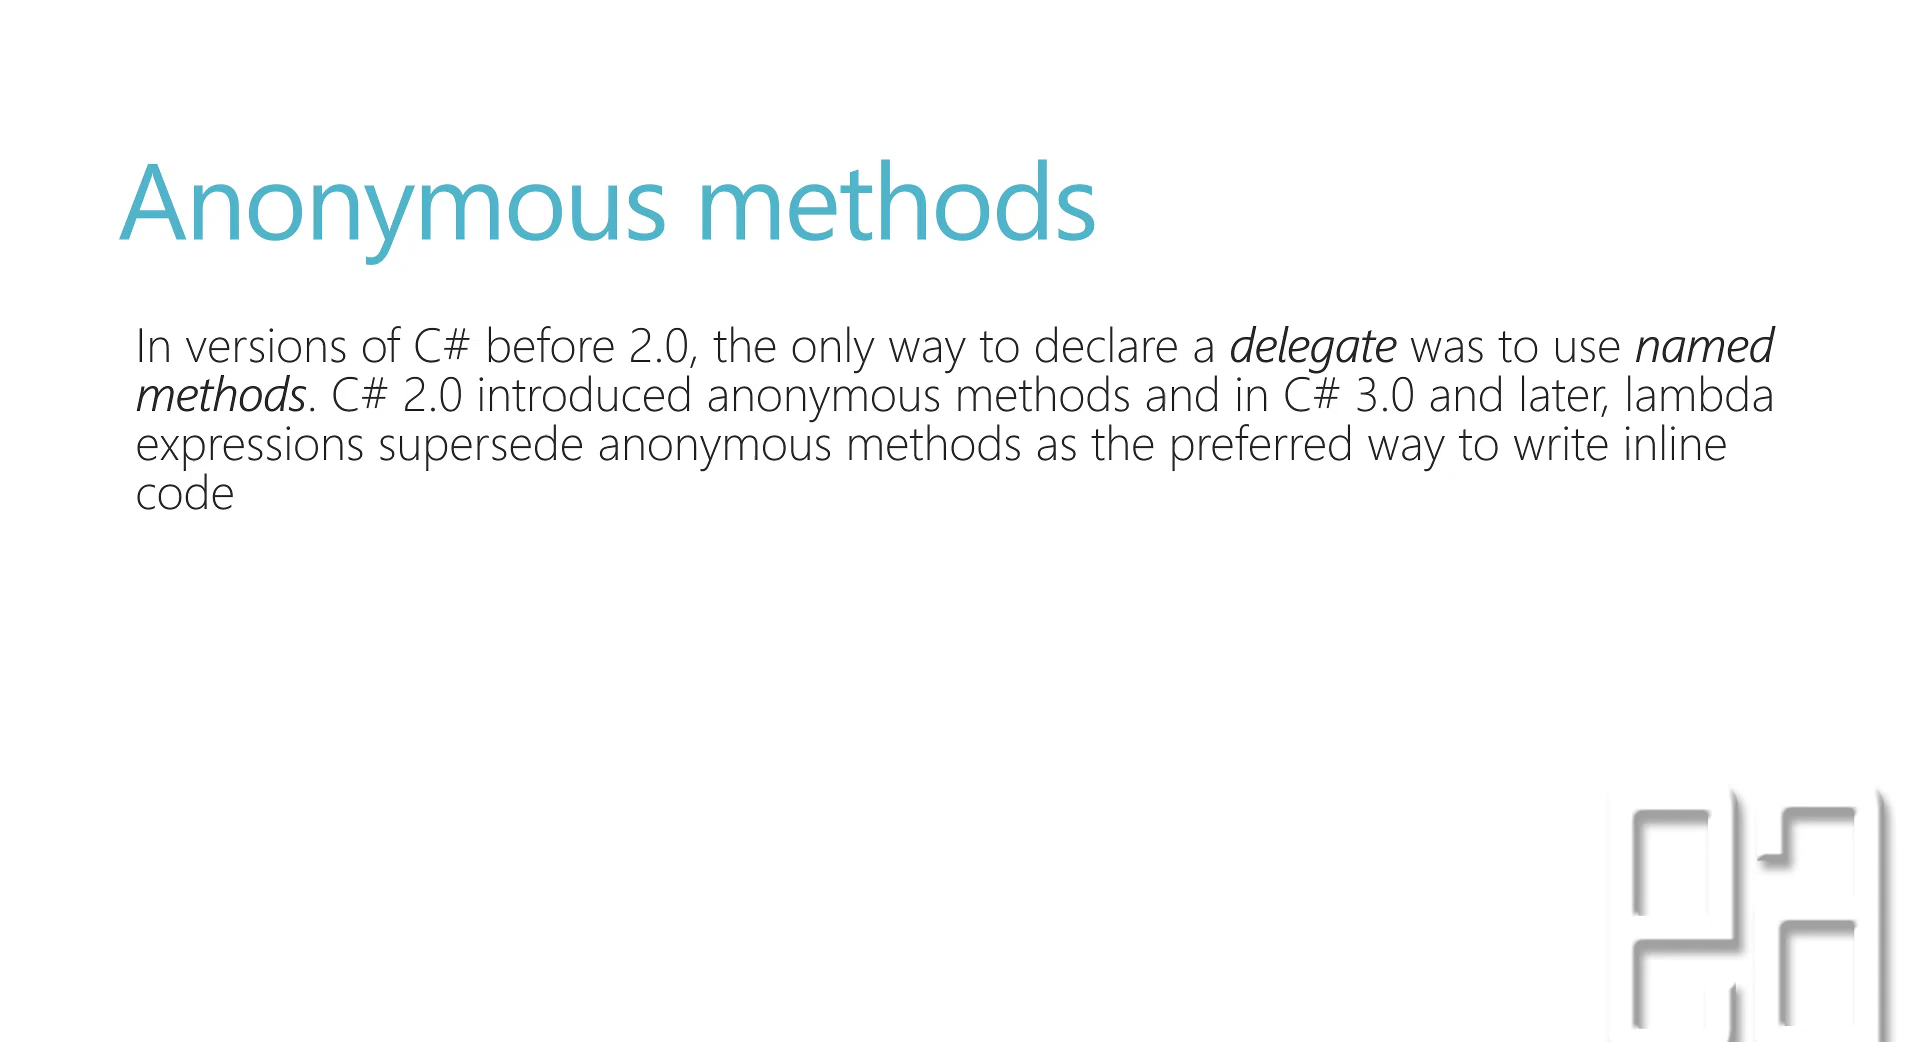 Anonymous methods
In versions of C# before 2.0, the only way to declare a delegate was to use named
methods. C# 2.0 introduced anonymous methods and in C# 3.0 and later, lambda
expressions supersede anonymous methods as the preferred way to write inline
code